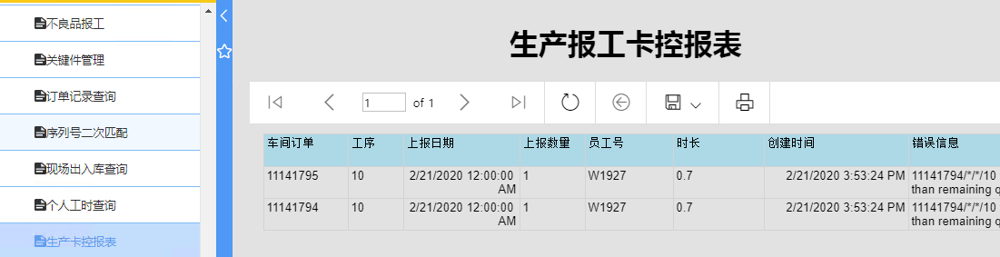 不良品报工
关键件管理
订单记录查询
序列号二次匹配
现场出入库查询
个人工时查询
生产卡控报表
生产报工卡控报表
1 of 1
车间订单 工序 上报日期 上报数量 员工号 时长 创建时间 错误信息
11141795 10 2/21/2020 12:00:00 1 W1927 0.7 2/21/2020 3:53:24 PM 11141794/*/*/10
AM than remaining q
11141794 10 2/21/2020 12:00:00 1 W1927 0.7 2/21/2020 3:53:24 PM 11141794/*/*/10
AM than remaining q